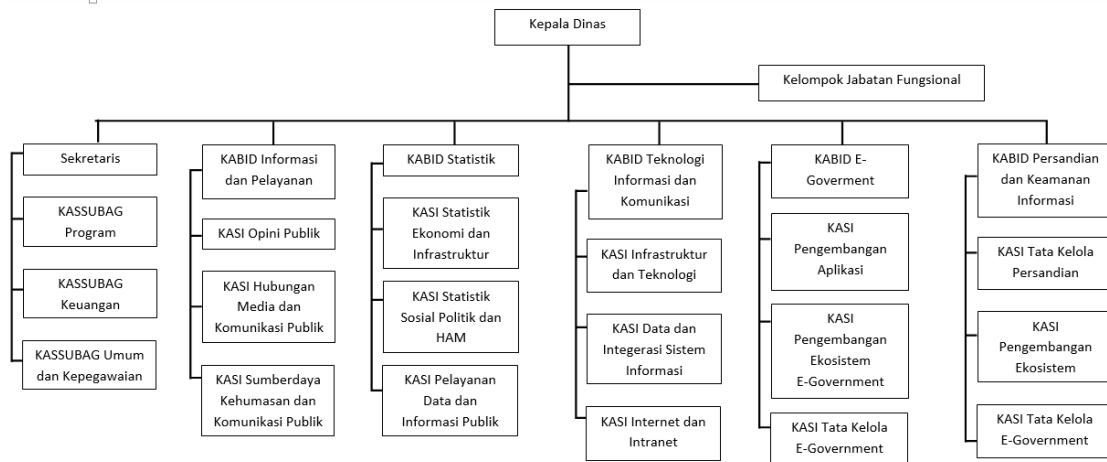 Kepala Dinas
Kelompok Jabatan Fungsional
Sekretaris
KASSUBAG
Program
KASSUBAG
Keuangan
KASSUBAG Umum
dan Kepegawaian
KABID Informasi
dan Pelayanan
KASI Opini Publik
KASI Hubungan
Media dan
Komunikasi Publik
KASI Sumberdaya
Kehumasan dan
Komunikasi Publik
KABID Statistik
KASI Statistik
Ekonomi dan
Infrastruktur
KASI Statistik
Sosial Politik dan
HAM
KASI Pelayanan
Data dan
Informasi Publik
KABID Teknologi
Informasi dan
Komunikasi
KASI Infrastruktur
dan Teknologi
KASI Data dan
Integerasi Sistem
Informasi
KASI Internet dan
Intranet
KABID E-
Goverment
KASI
Pengembangan
Aplikasi
KASI
Pengembangan
Ekosistem
E-Government
KASI Tata Kelola
E-Government
KABID Persandian
dan Keamanan
Informasi
KASI Tata Kelola
Persandian
KASI
Pengembangan
Ekosistem
KASI Tata Kelola
E-Government